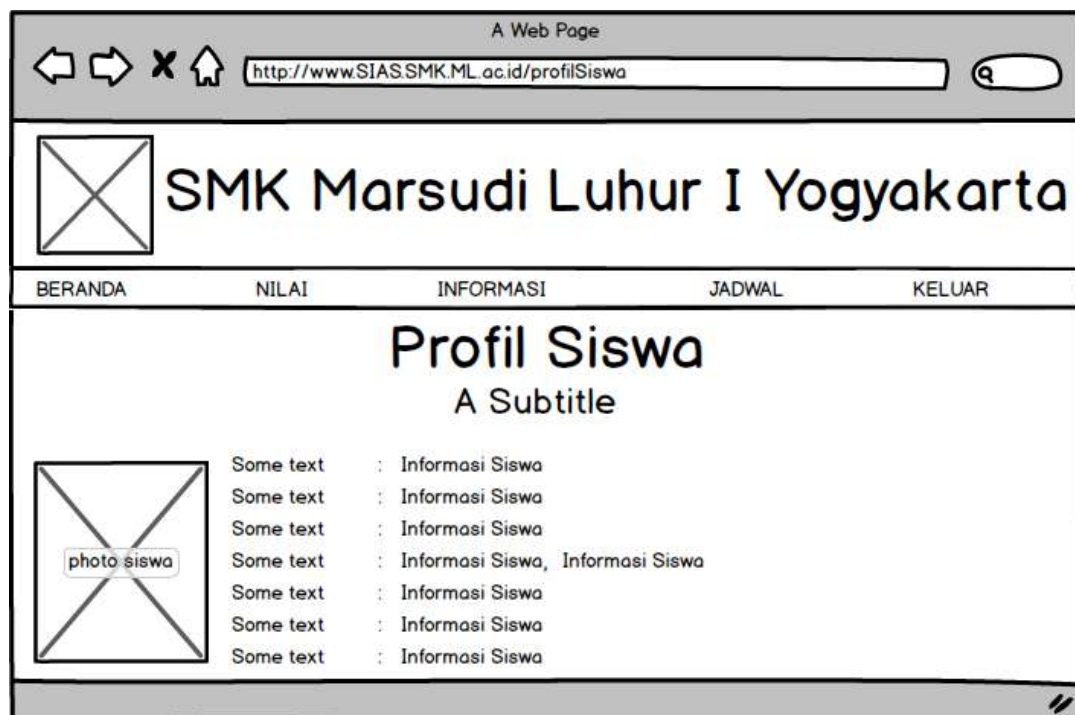 A Web Page
http://www.SIAS.SMK.ML.ac.id/profilSiswa
SMK Marsudi Luhur I Yogyakarta
BERANDA NILAI INFORMASI JADWAL KELUAR
Profil Siswa
A Subtitle
Some text : Informasi Siswa
Some text : Informasi Siswa
Some text : Informasi Siswa
photo siswa Some text : Informasi Siswa, Informasi Siswa
Some text : Informasi Siswa
Some text : Informasi Siswa
Some text : Informasi Siswa